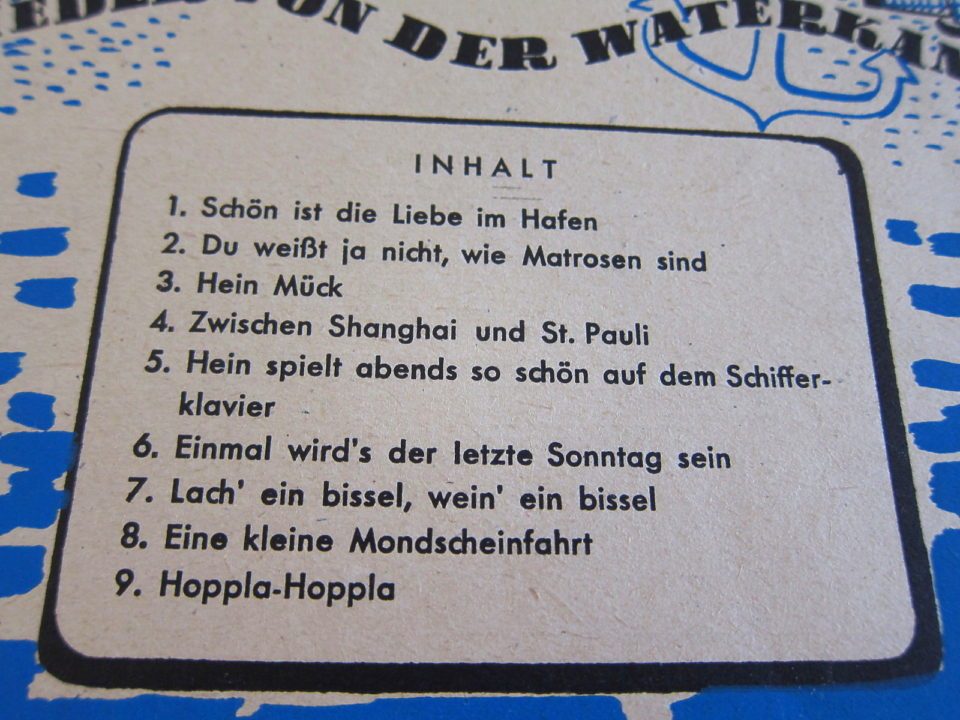 VON DER WATERKAN
INHALT
1. Schön ist die Liebe im Hafen
2. Du weißt ja nicht, wie Matrosen sind
3. Hein Mück
4. Zwischen Shanghai und St. Pauli
5. Hein spielt abends so schön auf dem Schiffer-
klavier
6. Einmal wird's der letzte Sonntag sein
7. Lach' ein bissel, wein' ein bissel
8. Eine kleine Mondscheinfahrt
9. Hoppla-Hoppla